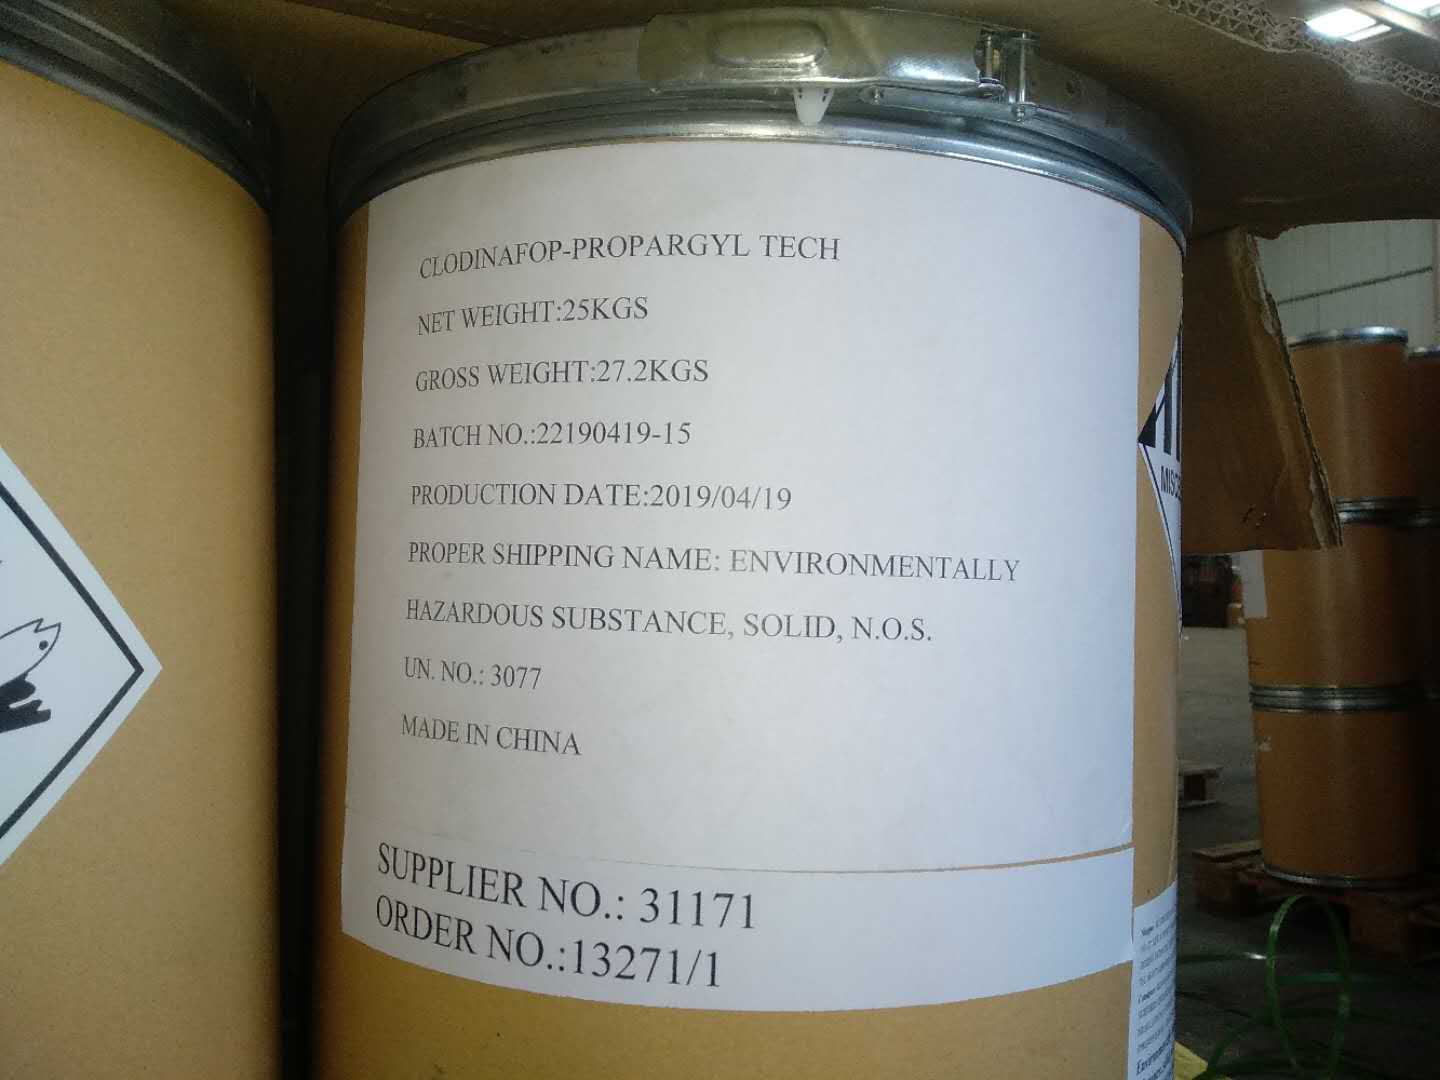 CLODINAFOP-PROPARGYL TECH
NET WEIGHT:25KGS
GROSS WEIGHT:27.2KGS
BATCH NO.:22190419-15
PRODUCTION DATE:2019/04/19
PROPER SHIPPING NAME: ENVIRONMENTALLY
HAZARDOUS SUBSTANCE, SOLID, N.O.S.
UN. NO.: 3077
MADE IN CHINA
SUPPLIER NO.: 31171
ORDER NO.:13271/1